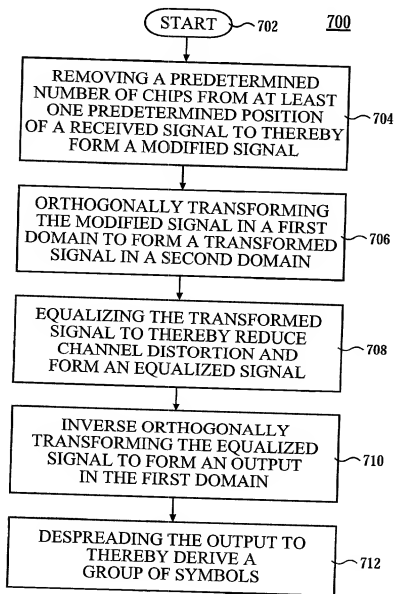 START
702
700
REMOVING A PREDETERMINED
NUMBER OF CHIPS FROM AT LEAST
ONE PREDETERMINED POSITION
OF A RECEIVED SIGNAL TO THEREBY
FORM A MODIFIED SIGNAL
704
ORTHOGONALLY TRANSFORMING
THE MODIFIED SIGNAL IN A FIRST
DOMAIN TO FORM A TRANSFORMED
SIGNAL IN A SECOND DOMAIN
706
EQUALIZING THE TRANSFORMED
SIGNAL TO THEREBY REDUCE
CHANNEL DISTORTION AND
FORM AN EQUALIZED SIGNAL
708
INVERSE ORTHOGONALLY
TRANSFORMING THE EQUALIZED
SIGNAL TO FORM AN OUTPUT
IN THE FIRST DOMAIN
710
DESPREADING THE OUTPUT TO
THEREBY DERIVE A
GROUP OF SYMBOLS
712